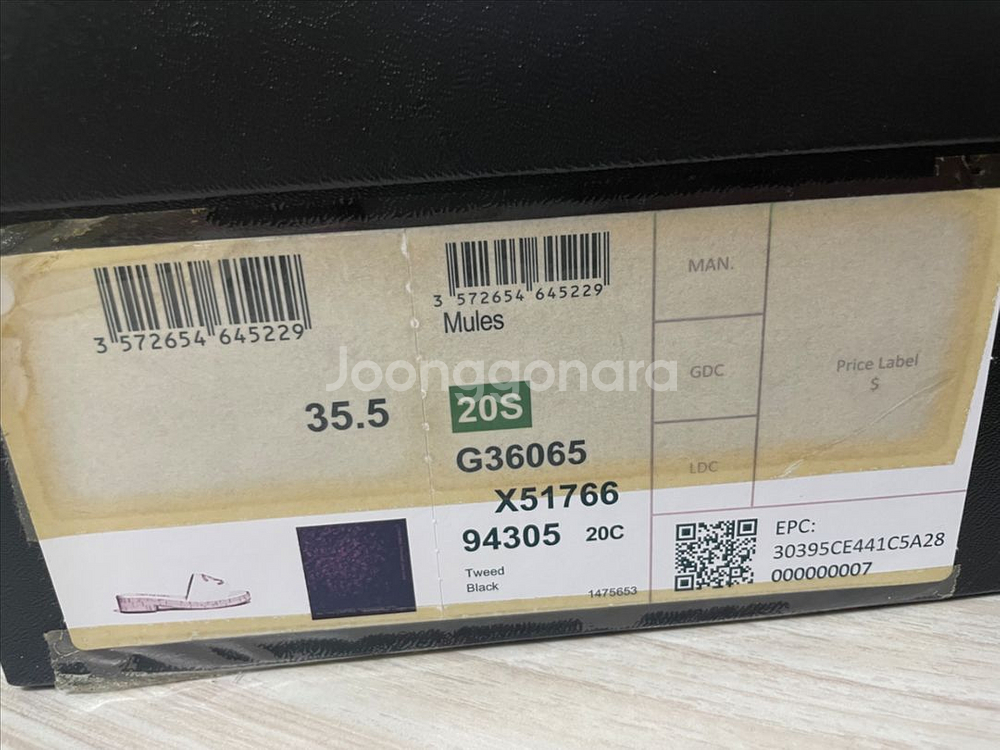 3 572654 645229
35.5
3 572654 645229
Mules
20S
G36065
X51766
94305 20C
Tweed
Black
1475653
MAN.
GDC
LDC
Price Label
$
EPC:
30395CE441C5A28
000000007
Joonggonara